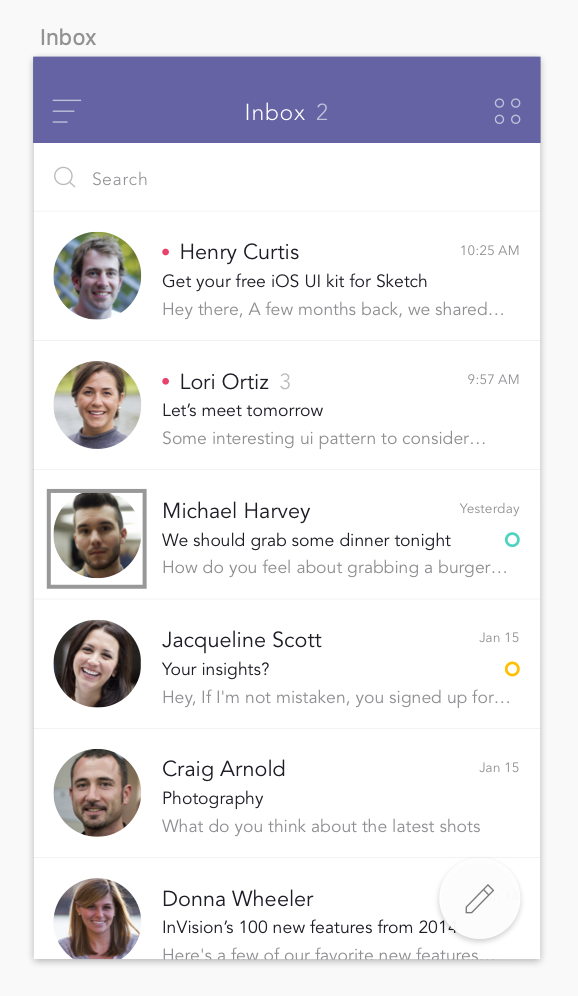 Inbox
Inbox 2
Search
Henry Curtis 10:25 AM
Get your free iOS UI kit for Sketch
Hey there, A few months back, we shared…
Lori Ortiz 3 9:57 AM
Let’s meet tomorrow
Some interesting ui pattern to consider…
Michael Harvey Yesterday
We should grab some dinner tonight
How do you feel about grabbing a burger…
Jacqueline Scott Jan 15
Your insights?
Hey, If I'm not mistaken, you signed up for…
Craig Arnold Jan 15
Photography
What do you think about the latest shots
Donna Wheeler
InVision’s 100 new features from 2014
Here's a few of our favorite new features…